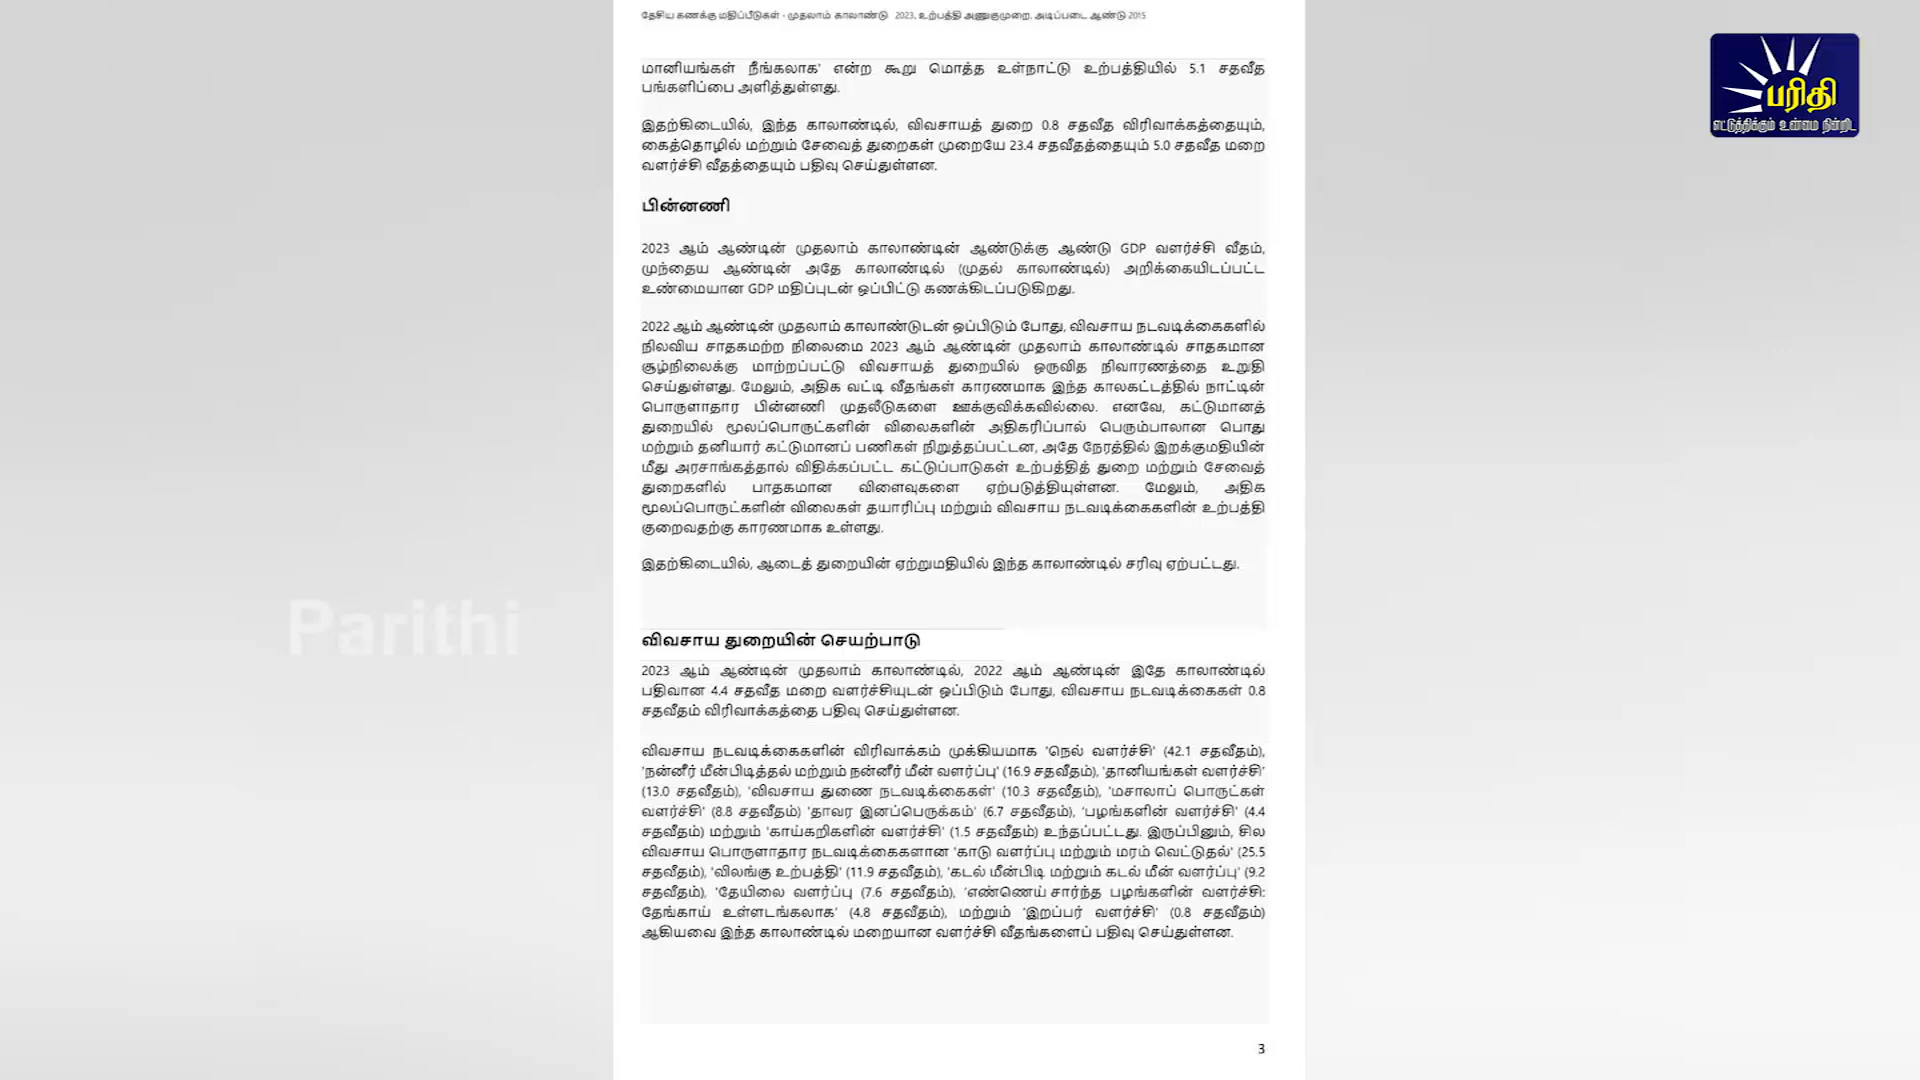 தேசிய கணக்கு மதிப்பீடுகள் - முதலாம் காலாண்டு 2023, உற்பத்தி அணுகுமுறை, அடிப்படை ஆண்டு 2015
பரிதி
எட்டுத்திக்கும் உண்மை நின்றிட
மானியங்கள் நீங்கலாக' என்ற கூறு மொத்த உள்நாட்டு உற்பத்தியில் 5.1 சதவீத
பங்களிப்பை அளித்துள்ளது.
இதற்கிடையில், இந்த காலாண்டில், விவசாயத் துறை 0.8 சதவீத விரிவாக்கத்தையும்,
கைத்தொழில் மற்றும் சேவைத் துறைகள் முறையே 23.4 சதவீதத்தையும் 5.0 சதவீத மறை
வளர்ச்சி வீதத்தையும் பதிவு செய்துள்ளன.
பின்னணி
2023 ஆம் ஆண்டின் முதலாம் காலாண்டின் ஆண்டுக்கு ஆண்டு GDP வளர்ச்சி வீதம்,
முந்தைய ஆண்டின் அதே காலாண்டில் (முதல் காலாண்டில்) அறிக்கையிடப்பட்ட
உண்மையான GDP மதிப்புடன் ஒப்பிட்டு கணக்கிடப்படுகிறது.
2022 ஆம் ஆண்டின் முதலாம் காலாண்டுடன் ஒப்பிடும் போது, விவசாய நடவடிக்கைகளில்
நிலவிய சாதகமற்ற நிலைமை 2023 ஆம் ஆண்டின் முதலாம் காலாண்டில் சாதகமான
சூழ்நிலைக்கு மாற்றப்பட்டு விவசாயத் துறையில் ஒருவித நிவாரணத்தை உறுதி
செய்துள்ளது. மேலும், அதிக வட்டி வீதங்கள் காரணமாக இந்த காலகட்டத்தில் நாட்டின்
பொருளாதார பின்னணி முதலீடுகளை ஊக்குவிக்கவில்லை. எனவே, கட்டுமானத்
துறையில் மூலப்பொருட்களின் விலைகளின் அதிகரிப்பால் பெரும்பாலான பொது
மற்றும் தனியார் கட்டுமானப் பணிகள் நிறுத்தப்பட்டன, அதே நேரத்தில் இறக்குமதியின்
மீது அரசாங்கத்தால் விதிக்கப்பட்ட கட்டுப்பாடுகள் உற்பத்தித் துறை மற்றும் சேவைத்
துறைகளில் பாதகமான விளைவுகளை ஏற்படுத்தியுள்ளன. மேலும், அதிக
மூலப்பொருட்களின் விலைகள் தயாரிப்பு மற்றும் விவசாய நடவடிக்கைகளின் உற்பத்தி
குறைவதற்கு காரணமாக உள்ளது.
இதற்கிடையில், ஆடைத் துறையின் ஏற்றுமதியில் இந்த காலாண்டில் சரிவு ஏற்பட்டது.
Parithi
விவசாய துறையின் செயற்பாடு
2023 ஆம் ஆண்டின் முதலாம் காலாண்டில், 2022 ஆம் ஆண்டின் இதே காலாண்டில்
பதிவான 4.4 சதவீத மறை வளர்ச்சியுடன் ஒப்பிடும் போது, விவசாய நடவடிக்கைகள் 0.8
சதவீதம் விரிவாக்கத்தை பதிவு செய்துள்ளன.
விவசாய நடவடிக்கைகளின் விரிவாக்கம் முக்கியமாக 'நெல் வளர்ச்சி' (42.1 சதவீதம்),
'நன்னீர் மீன்பிடித்தல் மற்றும் நன்னீர் மீன் வளர்ப்பு' (16.9 சதவீதம்), 'தானியங்கள் வளர்ச்சி'
(13.0 சதவீதம்), 'விவசாய துணை நடவடிக்கைகள்' (10.3 சதவீதம்), 'மசாலாப் பொருட்கள்
வளர்ச்சி' (8.8 சதவீதம்) 'தாவர இனப்பெருக்கம்' (6.7 சதவீதம்), 'பழங்களின் வளர்ச்சி' (4.4
சதவீதம்) மற்றும் 'காய்கறிகளின் வளர்ச்சி' (1.5 சதவீதம்) உந்தப்பட்டது. இருப்பினும், சில
விவசாய பொருளாதார நடவடிக்கைகளான 'காடு வளர்ப்பு மற்றும் மரம் வெட்டுதல்' (25.5
சதவீதம்), 'விலங்கு உற்பத்தி' (11.9 சதவீதம்), 'கடல் மீன்பிடி மற்றும் கடல் மீன் வளர்ப்பு' (9.2
சதவீதம்), 'தேயிலை வளர்ப்பு (7.6 சதவீதம்), 'எண்ணெய் சார்ந்த பழங்களின் வளர்ச்சி:
தேங்காய் உள்ளடங்கலாக' (4.8 சதவீதம்), மற்றும் 'இறப்பர் வளர்ச்சி' (0.8 சதவீதம்)
ஆகியவை இந்த காலாண்டில் மறையான வளர்ச்சி வீதங்களைப் பதிவு செய்துள்ளன.
3